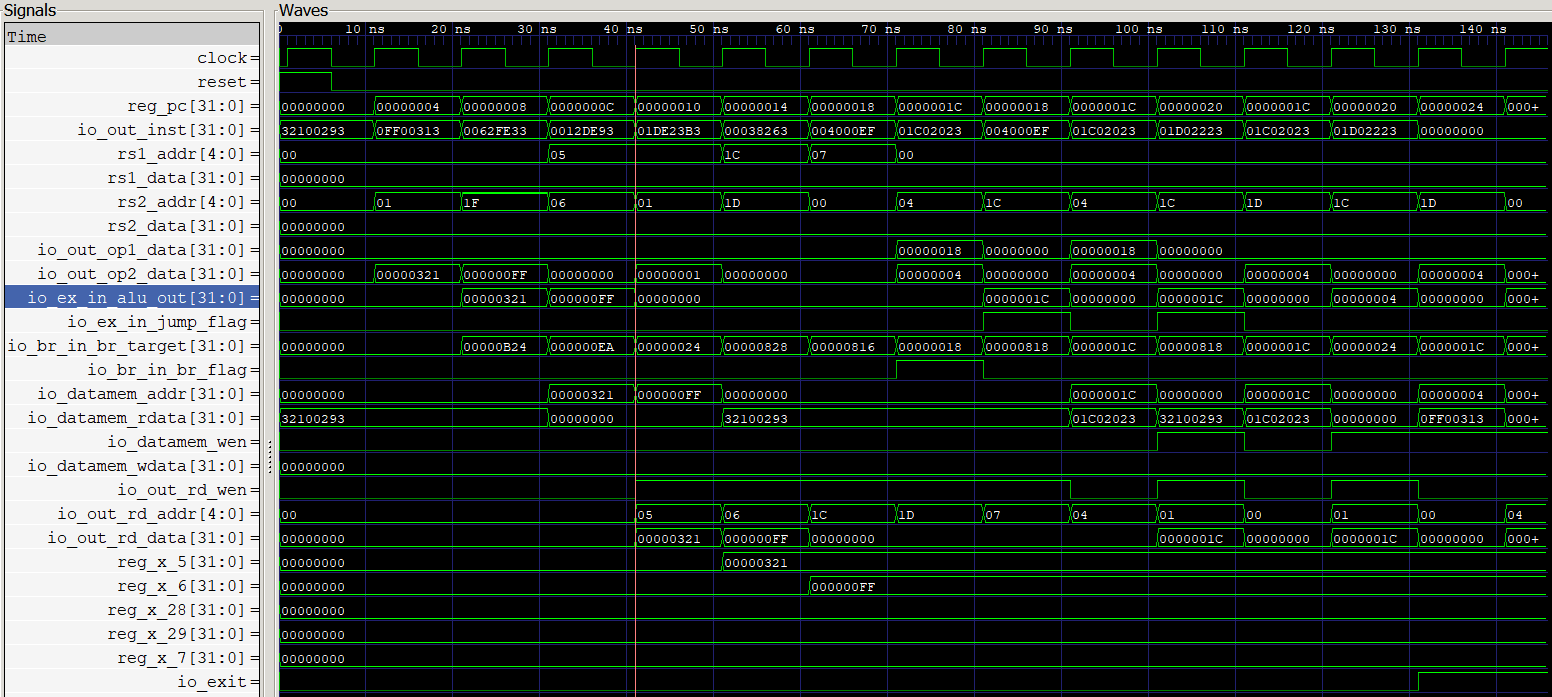 Signals Waves
Time 0 10 ns 20 ns 30 ns 40 ns 50 ns 60 ns 70 ns 80 ns 90 ns 100 ns 110 ns 120 ns 130 ns 140 ns
clock=
reset=
reg_pc[31:0]= 00000000 00000004 00000008 0000000C 00000010 00000014 00000018 0000001C 00000018 0000001C 00000020 0000001C 00000020 00000024 000+
io_out_inst[31:0]= 32100293 0FF00313 0062FE33 0012DE93 01DE23B3 00038263 004000EF 01C02023 004000EF 01C02023 01D02223 01C02023 01D02223 00000000
rs1_addr[4:0]= 00 05 1C 07 00
rs1_data[31:0]= 00000000
rs2_addr[4:0]= 00 01 1F 06 01 1D 00 04 1C 04 1C 1D 1C 1D 00
rs2_data[31:0]= 00000000
io_out_op1_data[31:0]= 00000000 00000018 00000000 00000018 00000000
io_out_op2_data[31:0]= 00000000 00000321 000000FF 00000000 00000001 00000000 00000004 00000000 00000004 00000000 00000004 00000000 00000004 000+
io_ex_in_alu_out[31:0]= 00000000 00000321 000000FF 00000000 0000001C 00000000 0000001C 00000000 00000004 00000000 000+
io_ex_in_jump_flag=
io_br_in_br_target[31:0]= 00000000 00000B24 000000EA 00000024 00000828 00000816 00000018 00000818 0000001C 00000818 0000001C 00000024 0000001C 000+
io_br_in_br_flag=
io_datamem_addr[31:0]= 00000000 00000321 000000FF 00000000 0000001C 00000000 0000001C 00000000 00000004 000+
io_datamem_rdata[31:0]= 32100293 00000000 32100293 01C02023 32100293 01C02023 00000000 0FF00313 000+
io_datamem_wen=
io_datamem_wdata[31:0]= 00000000
io_out_rd_wen=
io_out_rd_addr[4:0]= 00 05 06 1C 1D 07 04 01 00 01 00 04
io_out_rd_data[31:0]= 00000000 00000321 000000FF 00000000 0000001C 00000000 0000001C 00000000 000+
reg_x_5[31:0]= 00000000 00000321
reg_x_6[31:0]= 00000000 000000FF
reg_x_28[31:0]= 00000000
reg_x_29[31:0]= 00000000
reg_x_7[31:0]= 00000000
io_exit=